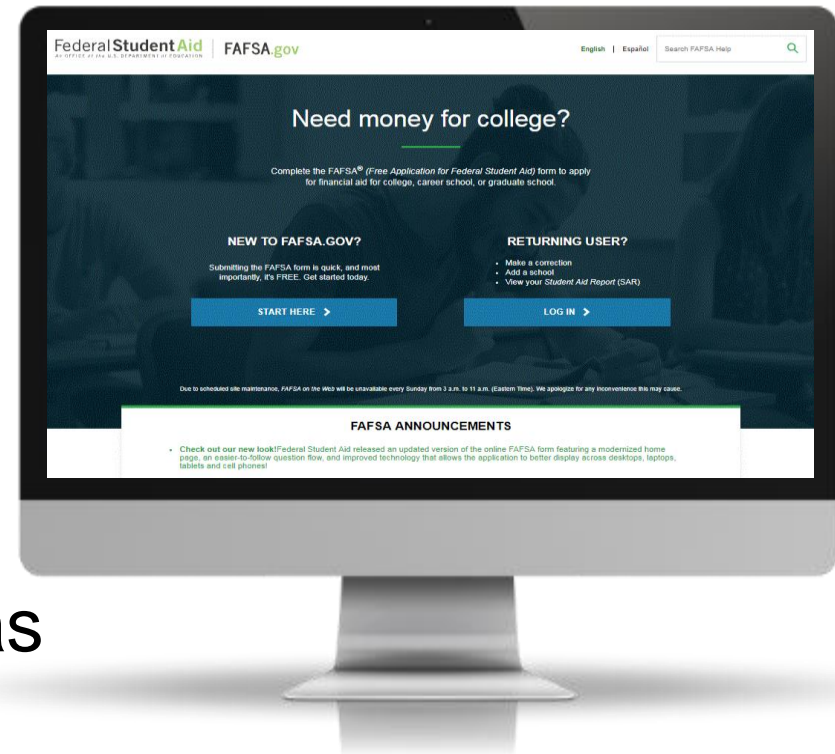 Federal Student Aid FAFSA.gov English | Español Search FAFSA Help
An OFFICE of the U.S. DEPARTMENT of EDUCATION
Need money for college?
Complete the FAFSA® (Free Application for Federal Student Aid) form to apply
for financial aid for college, career school, or graduate school.
NEW TO FAFSA.GOV?
Submitting the FAFSA form is quick, and most
importantly, it's FREE. Get started today.
START HERE
RETURNING USER?
• Make a correction
• Add a school
• View your Student Aid Report (SAR)
LOG IN
Due to scheduled site maintenance, FAFSA on the Web will be unavailable every Sunday from 3 a.m. to 11 a.m. (Eastern Time). We apologize for any inconvenience this may cause.
FAFSA ANNOUNCEMENTS
• Check out our new look!Federal Student Aid released an updated version of the online FAFSA form featuring a modernized home
page, an easier-to-follow question flow, and improved technology that allows the application to better display across desktops, laptops,
tablets and cell phones!